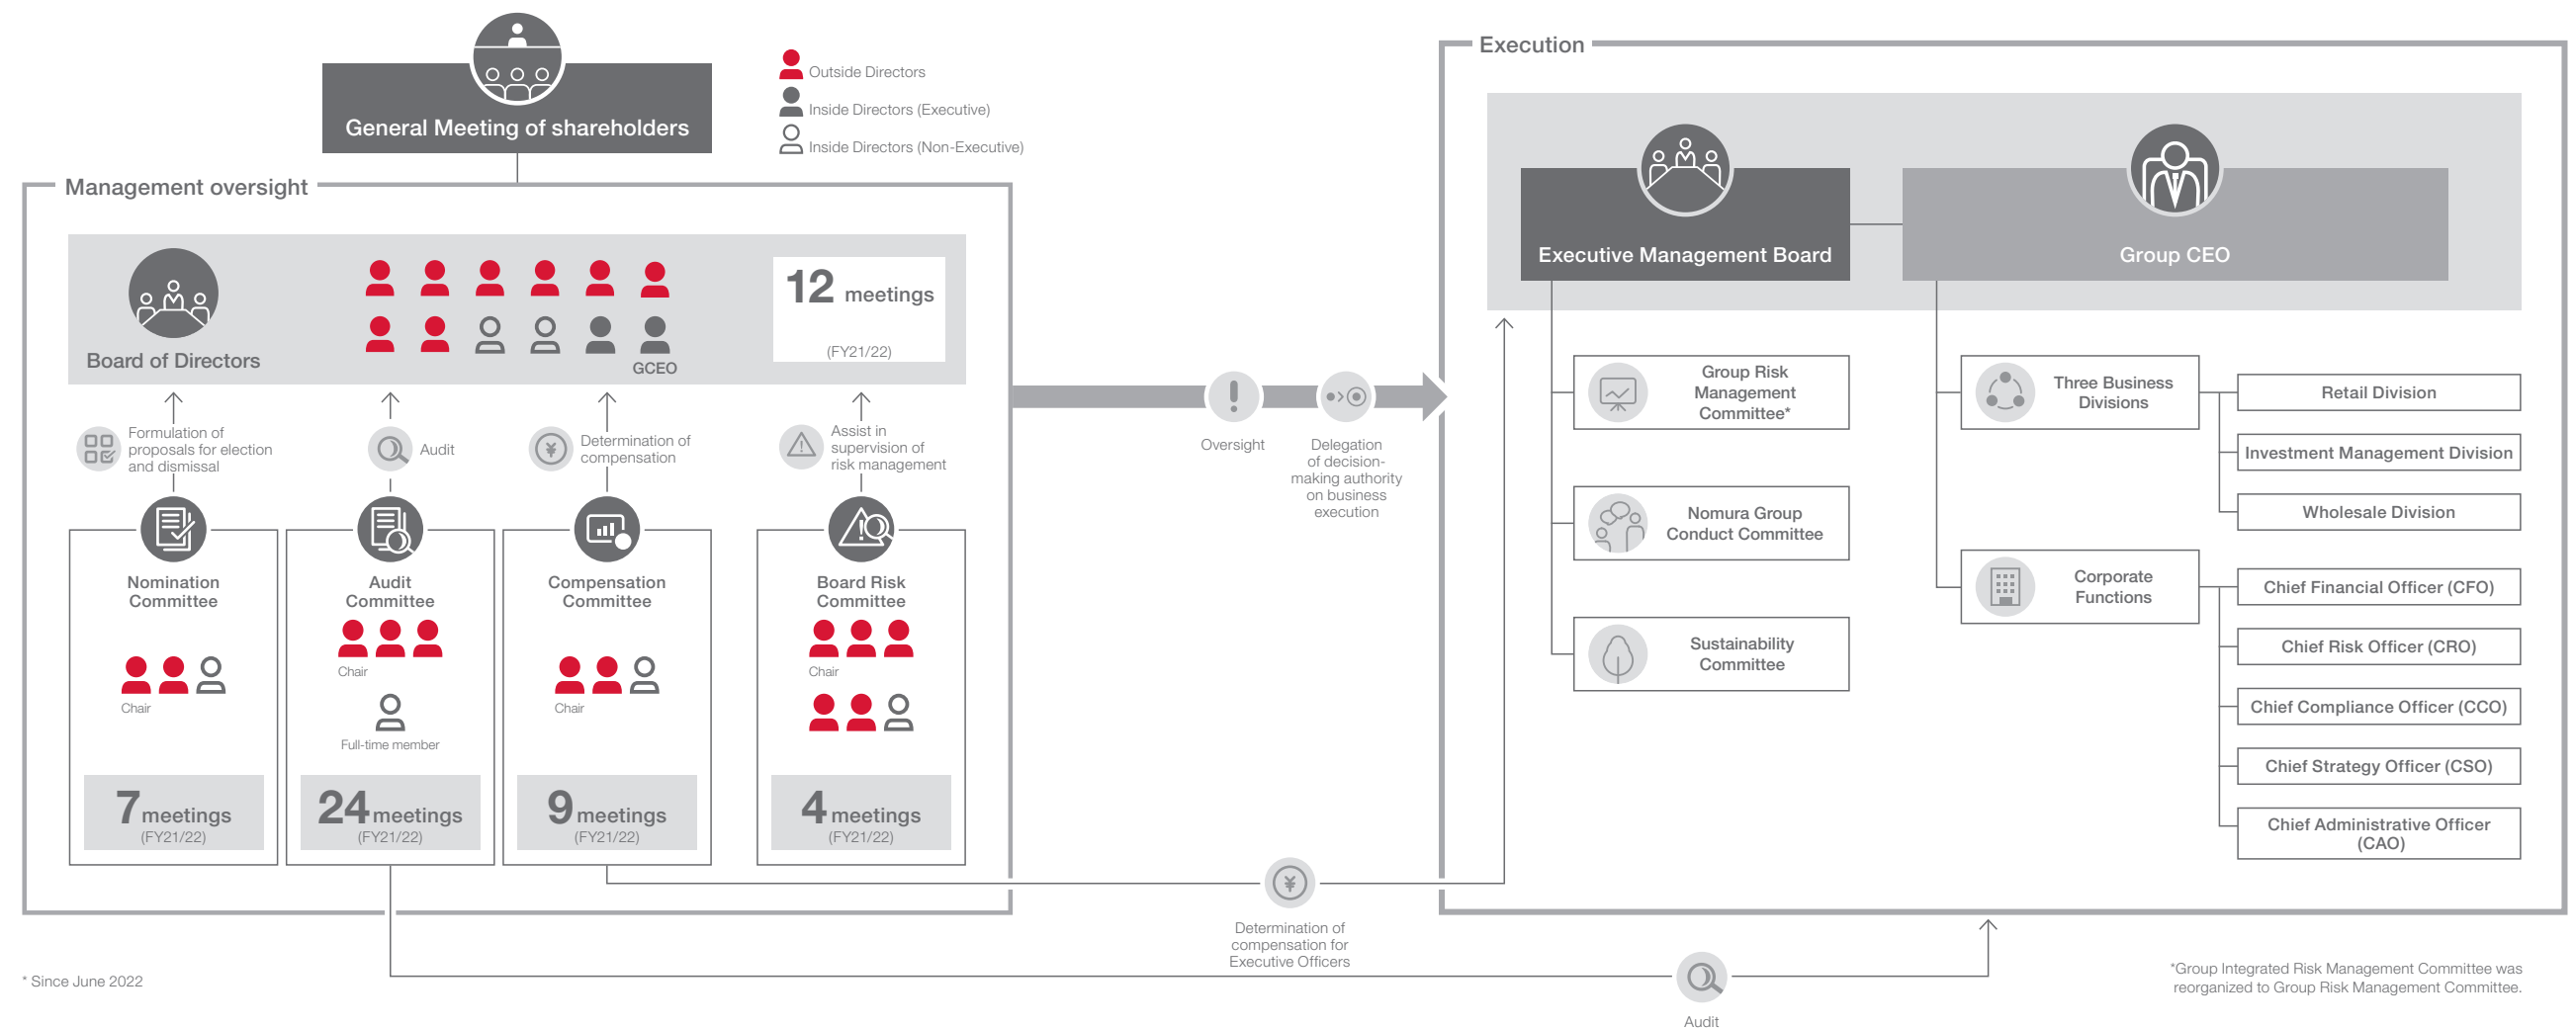 General Meeting of shareholders
Outside Directors
Inside Directors (Executive)
Inside Directors (Non-Executive)
Management oversight
Board of Directors
GCEO
12 meetings
(FY21/22)
Formulation of
proposals for election
and dismissal
Audit
Determination of
compensation
Assist in
supervision of
risk management
Nomination
Committee
Chair
7 meetings
(FY21/22)
Audit
Committee
Chair
Full-time member
24 meetings
(FY21/22)
Compensation
Committee
Chair
9 meetings
(FY21/22)
Board Risk
Committee
Chair
4 meetings
(FY21/22)
Oversight
Delegation
of decision-
making authority
on business
execution
Determination of
compensation for
Executive Officers
Audit
Execution
Executive Management Board
Group CEO
Group Risk
Management
Committee*
Nomura Group
Conduct Committee
Sustainability
Committee
Three Business
Divisions
Retail Division
Investment Management Division
Wholesale Division
Corporate
Functions
Chief Financial Officer (CFO)
Chief Risk Officer (CRO)
Chief Compliance Officer (CCO)
Chief Strategy Officer (CSO)
Chief Administrative Officer
(CAO)
* Since June 2022
*Group Integrated Risk Management Committee was
reorganized to Group Risk Management Committee.